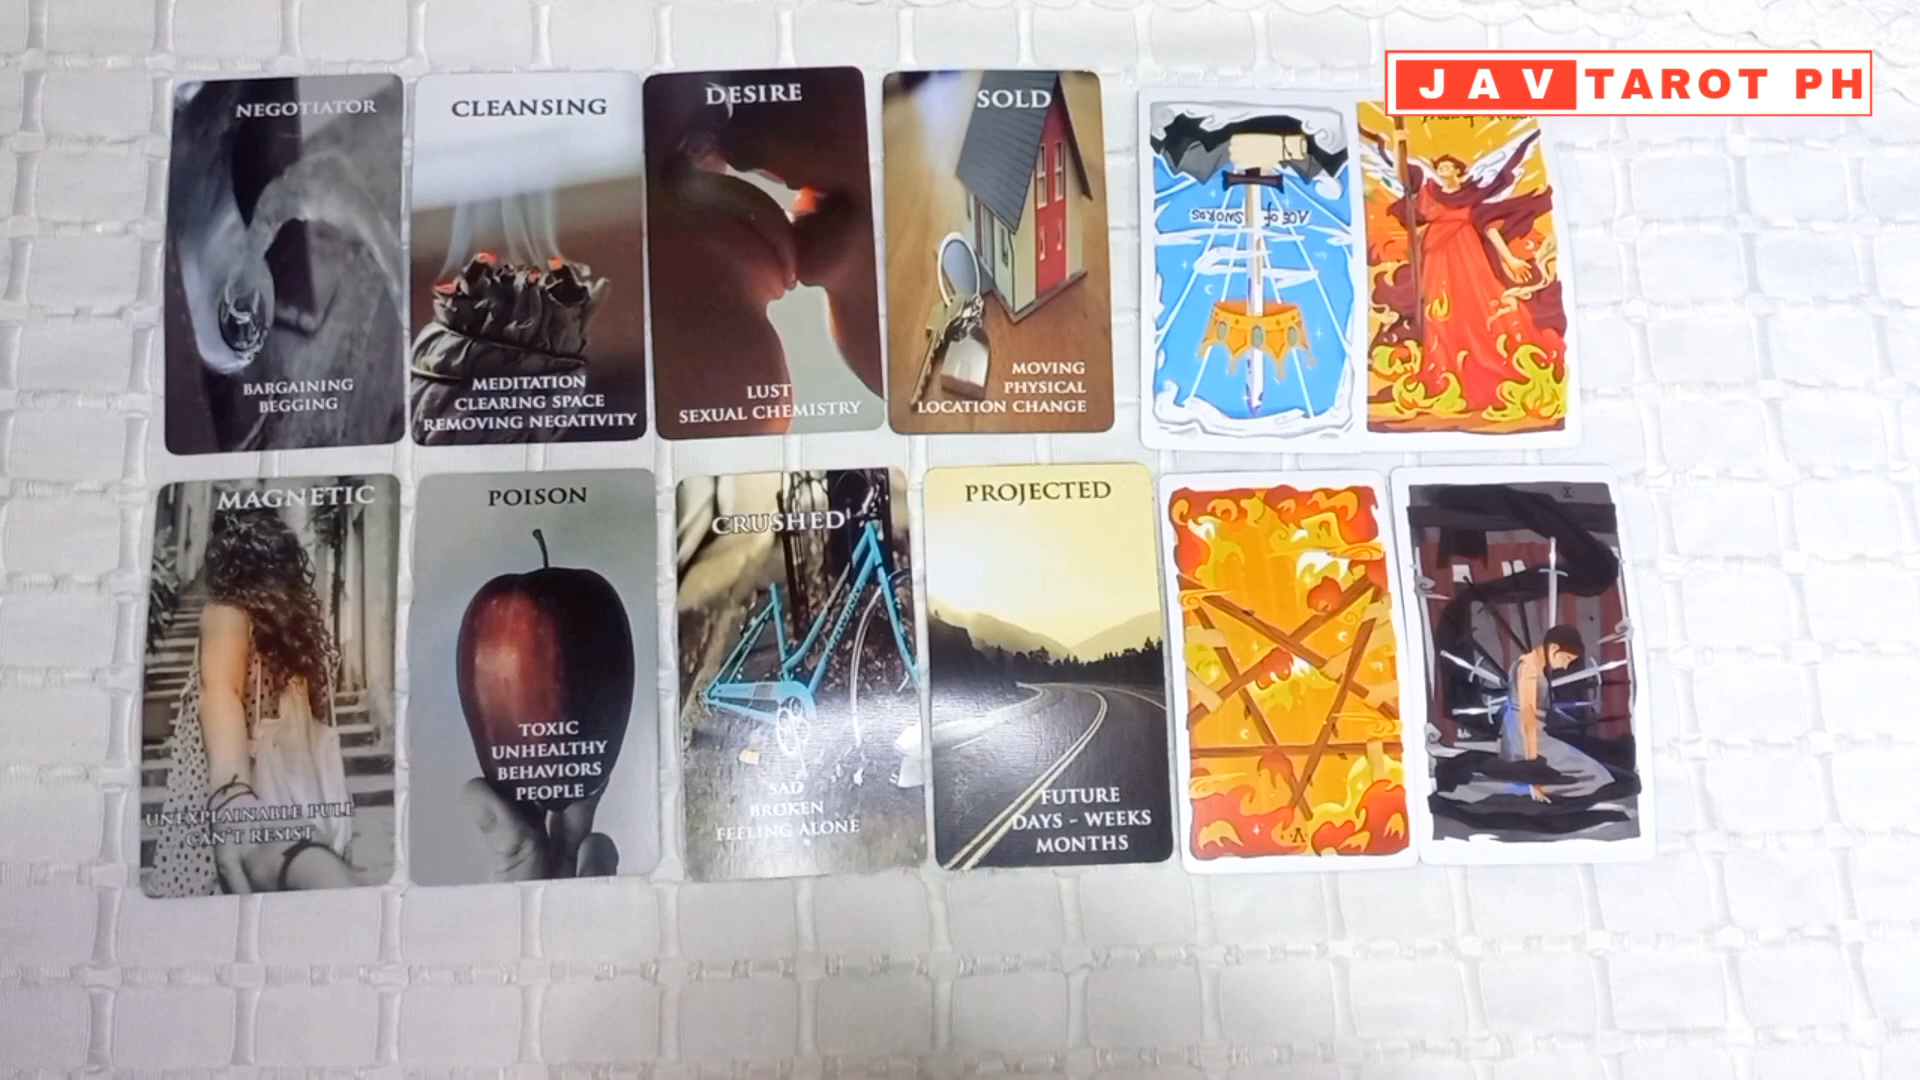 JAV TAROT PH
NEGOTIATOR
BARGAINING
BEGGING
CLEANSING
MEDITATION
CLEARING SPACE
REMOVING NEGATIVITY
DESIRE
LUST
SEXUAL CHEMISTRY
SOLD
MOVING
PHYSICAL
LOCATION CHANGE
ACE of SWORDS
MAGNETIC
UNEXPLAINABLE PULL
CAN'T RESIST
POISON
TOXIC
UNHEALTHY
BEHAVIORS
PEOPLE
CRUSHED
SAD
BROKEN
FEELING ALONE
PROJECTED
FUTURE
DAYS - WEEKS
MONTHS
V
X